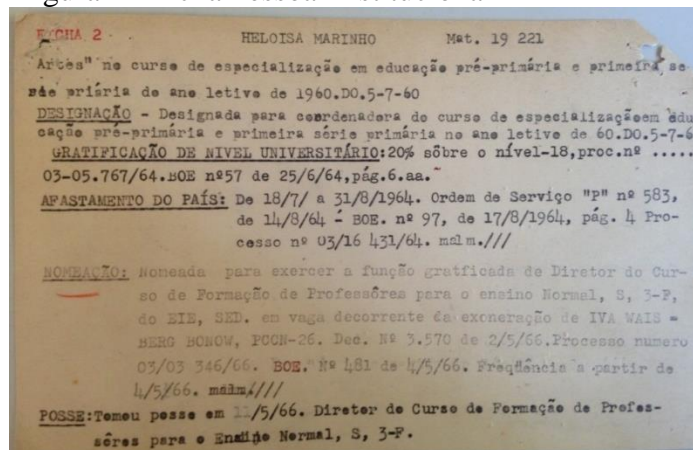 FICHA 2 HELOISA MARINHO Mat. 19 221
Artes" no curso de especialização em educação pré-primária e primeira se-
rie priária do ano letivo de 1960.DO.5-7-60
DESIGNAÇÃO - Designada para coordenadora do curso de especializaçãoem edu
cação pré-primária e primeira série primária no ano letivo de 60.DO.5-7-6
GRATIFICAÇÃO DE NIVEL UNIVERSITÁRIO:20% sôbre o nível-18,proc.nº .....
03-05.767/64.BOE nº57 de 25/6/64,pág.6.aa.
AFASTAMENTO DO PAÍS: De 18/7/ a 31/8/1964. Ordem de Serviço "P" nº 583,
de 14/8/64 - BOE. nº 97, de 17/8/1964, pág. 4 Pro-
cesso nº 03/16 431/64. malm.///
NOMEAÇÃO: Nomeada para exercer a função gratficada de Diretor do Cur-
so de Formação de Professôres para o ensino Normal, S, 3-F,
do EIE, SED. em vaga decorrente da exoneração de IVA WAIS -
BERG BONOW, PCCN-26. Dec. Nº 3.570 de 2/5/66.Processo numero
03/03 346/66. BOE. Nº 481 de 4/5/66. Freqüência a partir de
4/5/66. malm.///
POSSE:Tomou posse em 11/5/66. Diretor do Curso de Formação de Profes-
sôres para o Ensino Normal, S, 3-F.